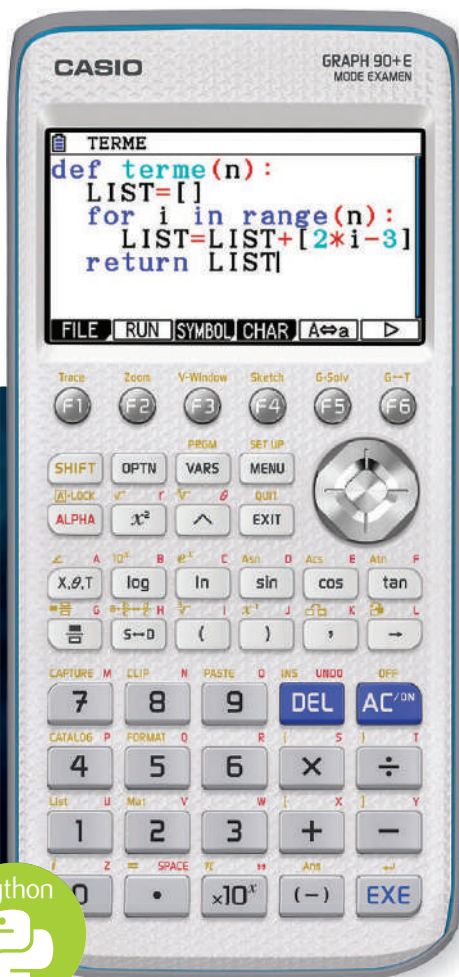 CASIO
GRAPH 90+E
MODE EXAMEN
TERME
def terme(n):
LIST=[]
for i in range(n):
LIST=LIST+[2*i-3]
return LIST
FILE RUN SYMBOL CHAR A⇔a ▷
Trace Zoom V-Window Sketch G-Solv G↔T
F1 F2 F3 F4 F5 F6
PRGM SET UP
SHIFT OPTN VARS MENU
A-LOCK √ r θ QUIT
ALPHA x² ^ EXIT
∠ A 10ˣ B eˣ C Asn D Acs E Atn F
X,θ,T log ln sin cos tan
G H I x⁻¹ J K L
S↔D ( ) , →
CAPTURE M CLIP N PASTE O INS UNDO OFF
7 8 9 DEL AC/ON
CATALOG P FORMAT Q R { S } T
4 5 6 × ÷
List U Mat V W [ X ] Y
1 2 3 + −
i Z = SPACE π " Ans ↵
0 • ×10ˣ (−) EXE